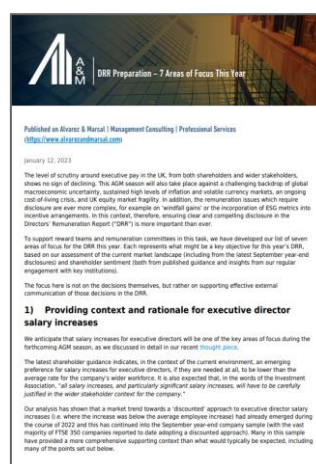 A&M
DRR Preparation – 7 Areas of Focus This Year
Published on Alvarez & Marsal | Management Consulting | Professional Services
(https://www.alvarezandmarsal.com)
January 12, 2023
The level of scrutiny around executive pay in the UK, from both shareholders and wider stakeholders,
shows no sign of declining. This AGM season will also take place against a challenging backdrop of global
macroeconomic uncertainty, sustained high levels of inflation and volatile currency markets, an ongoing
cost-of-living crisis, and UK equity market fragility. In addition, the remuneration issues which require
disclosure are ever more complex, for example on 'windfall gains' or the incorporation of ESG metrics into
incentive arrangements. In this context, therefore, ensuring clear and compelling disclosure in the
Directors' Remuneration Report ("DRR") is more important than ever.
To support reward teams and remuneration committees in this task, we have developed our list of seven
areas of focus for the DRR this year. Each represents what might be a key objective for this year's DRR,
based on our assessment of the current market landscape (including from the latest September year-end
disclosures) and shareholder sentiment (both from published guidance and insights from our regular
engagement with key institutions).
The focus here is not on the decisions themselves, but rather on supporting effective external
communication of those decisions in the DRR.
1) Providing context and rationale for executive director
salary increases
We anticipate that salary increases for executive directors will be one of the key areas of focus during the
forthcoming AGM season, as we discussed in detail in our recent thought piece.
The latest shareholder guidance indicates, in the context of the current environment, an emerging
preference for salary increases for executive directors, if they are needed at all, to be lower than the
average rate for the company's wider workforce. It is also expected that, in the words of the Investment
Association, "all salary increases, and particularly significant salary increases, will have to be carefully
justified in the wider stakeholder context for the company."
Our analysis has shown that a market trend towards a 'discounted' approach to executive director salary
increases (i.e. where the increase was below the average employee increase) had already emerged during
the course of 2022 and this has continued into the September year-end company sample (with the vast
majority of FTSE 350 companies reported to date adopting a discounted approach). Many in this sample
have provided a more comprehensive supporting context than what would typically be expected, including
many of the points set out below.